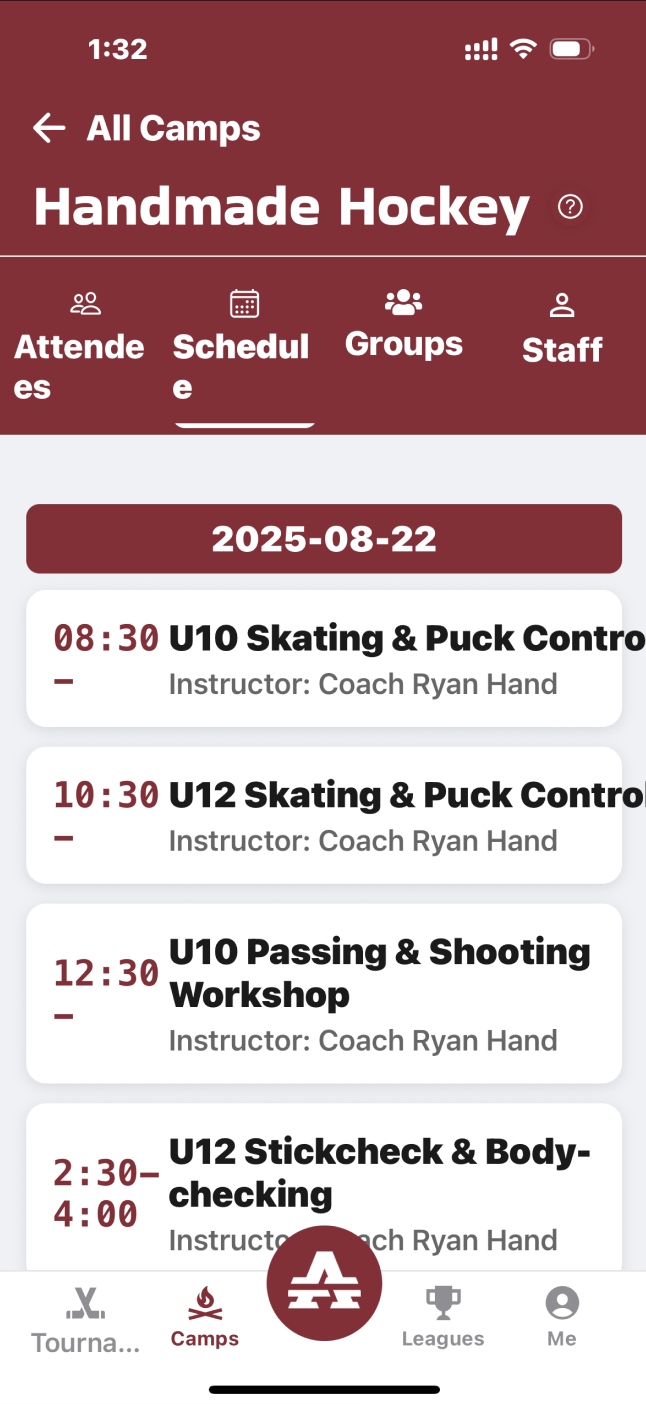 1:32
All Camps
Handmade Hockey
Attende
es
Schedul
e
Groups
Staff
2025-08-22
08:30
–
U10 Skating & Puck Contro
Instructor: Coach Ryan Hand
10:30
–
U12 Skating & Puck Control
Instructor: Coach Ryan Hand
12:30
–
U10 Passing & Shooting
Workshop
Instructor: Coach Ryan Hand
2:30–
4:00
U12 Stickcheck & Body-
checking
Instructo ach Ryan Hand
Tourna...
Camps
A
Leagues
Me